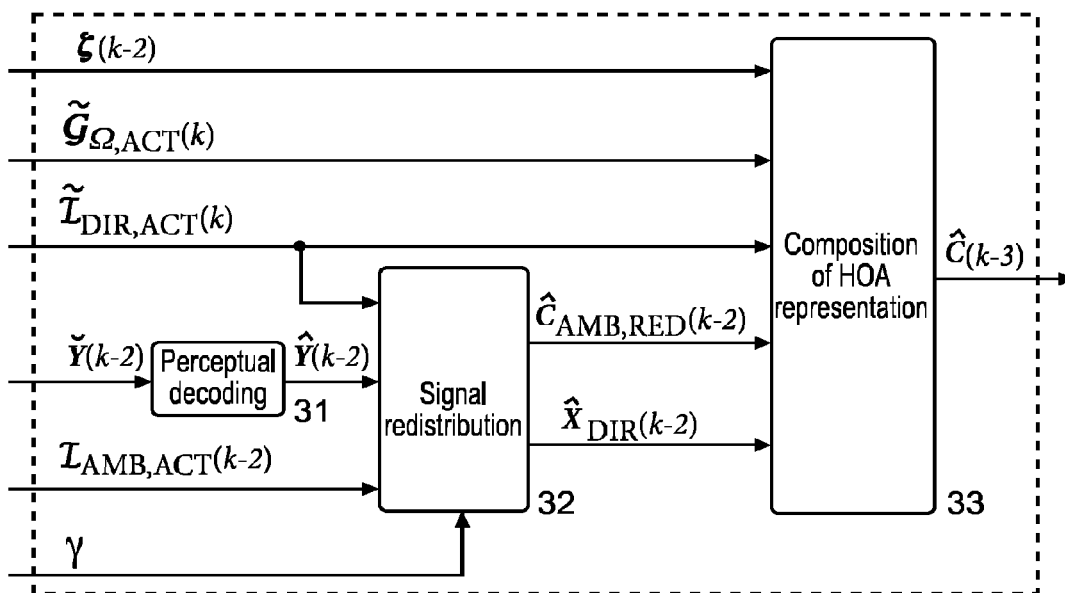 ζ(k-2)
G̃Ω,ACT(k)
ĨDIR,ACT(k)
Y̆(k-2)
Perceptual
decoding
31
Ŷ(k-2)
IAMB,ACT(k-2)
γ
Signal
redistribution
32
ĈAMB,RED(k-2)
X̂DIR(k-2)
Composition
of HOA
representation
33
Ĉ(k-3)